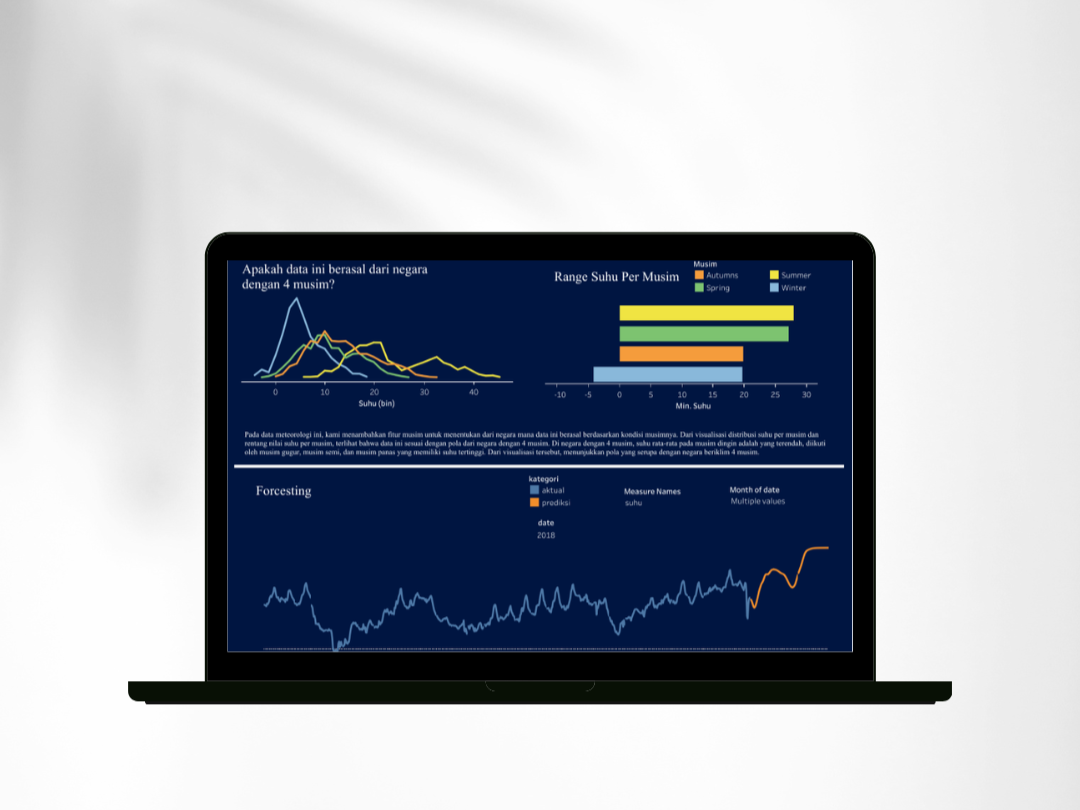 Apakah data ini berasal dari negara
dengan 4 musim?
Range Suhu Per Musim
Musim
Autumns
Summer
Spring
Winter
0 10 20 30 40
Suhu (bin)
-10 -5 0 5 10 15 20 25 30
Min. Suhu
Pada data meteorologi ini, kami menambahkan fitur musim untuk menentukan dari negara mana data ini berasal berdasarkan kondisi musimnya. Dari visualisasi distribusi suhu per musim dan
rentang nilai suhu per musim, terlihat bahwa data ini sesuai dengan pola dari negara dengan 4 musim. Di negara dengan 4 musim, suhu rata-rata pada musim dingin adalah yang terendah, diikuti
oleh musim gugur, musim semi, dan musim panas yang memiliki suhu tertinggi. Dari visualisasi tersebut, menunjukkan pola yang serupa dengan negara beriklim 4 musim.
Forcesting
kategori
aktual
prediksi
Measure Names
suhu
Month of date
Multiple values
date
2018